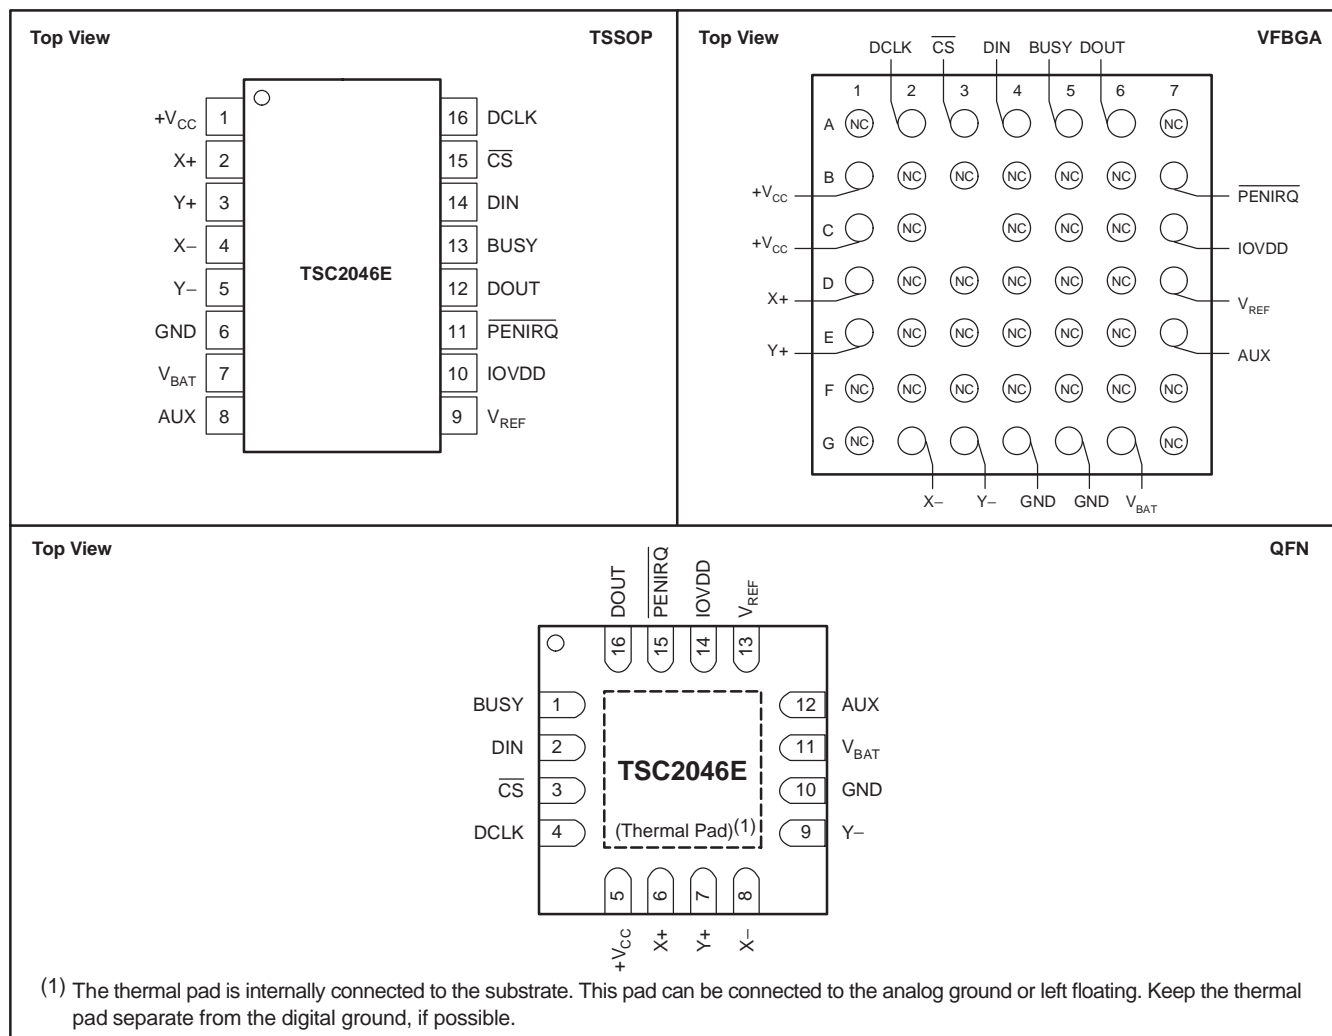 Top View TSSOP
+VCC 1 16 DCLK
X+ 2 15 CS
Y+ 3 14 DIN
X– 4 13 BUSY
TSC2046E
Y– 5 12 DOUT
GND 6 11 PENIRQ
VBAT 7 10 IOVDD
AUX 8 9 VREF
Top View VFBGA
DCLK CS DIN BUSY DOUT
1 2 3 4 5 6 7
A NC NC
B NC NC NC NC NC
+VCC PENIRQ
C NC NC NC NC
+VCC IOVDD
D NC NC NC NC NC
X+ VREF
E NC NC NC NC NC
Y+ AUX
F NC NC NC NC NC NC NC
G NC NC
X– Y– GND GND VBAT
Top View QFN
DOUT PENIRQ IOVDD VREF
16 15 14 13
BUSY 1 12 AUX
DIN 2 11 VBAT
TSC2046E
CS 3 10 GND
DCLK 4 (Thermal Pad)(1) 9 Y–
5 6 7 8
+VCC X+ Y+ X–
(1) The thermal pad is internally connected to the substrate. This pad can be connected to the analog ground or left floating. Keep the thermal
pad separate from the digital ground, if possible.